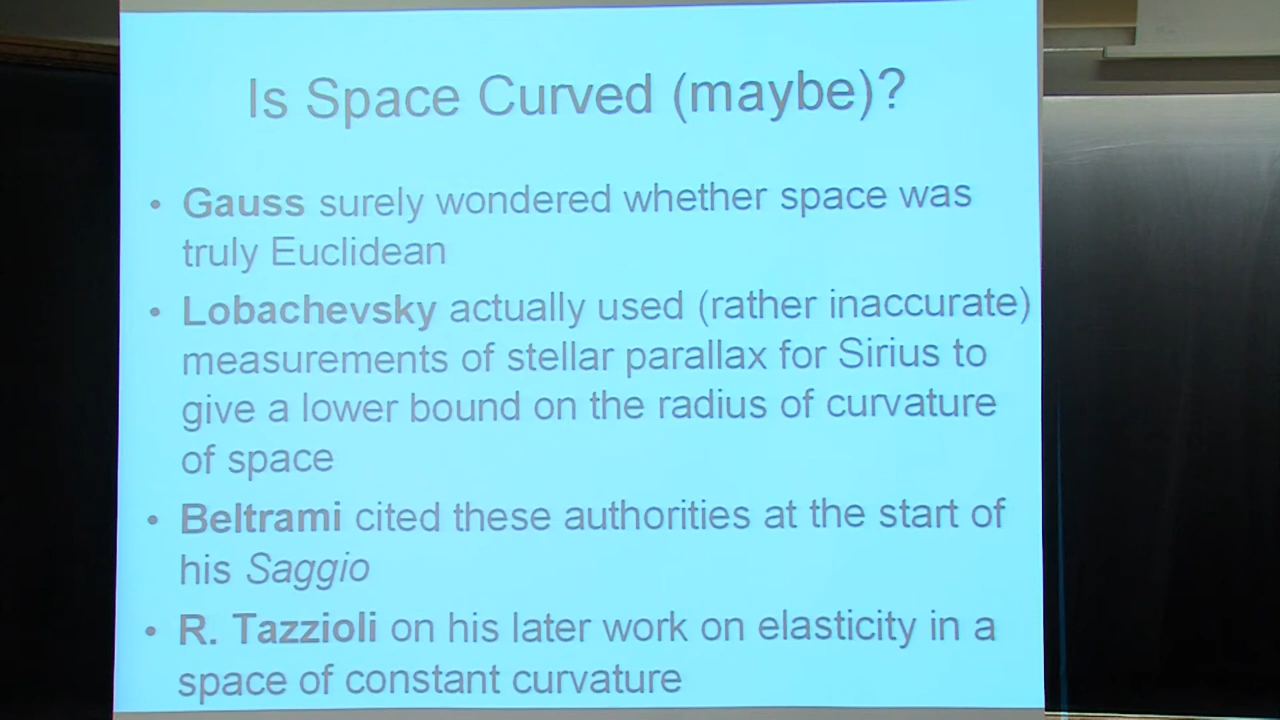 Is Space Curved (maybe)?
• Gauss surely wondered whether space was
truly Euclidean
• Lobachevsky actually used (rather inaccurate)
measurements of stellar parallax for Sirius to
give a lower bound on the radius of curvature
of space
• Beltrami cited these authorities at the start of
his Saggio
• R. Tazzioli on his later work on elasticity in a
space of constant curvature